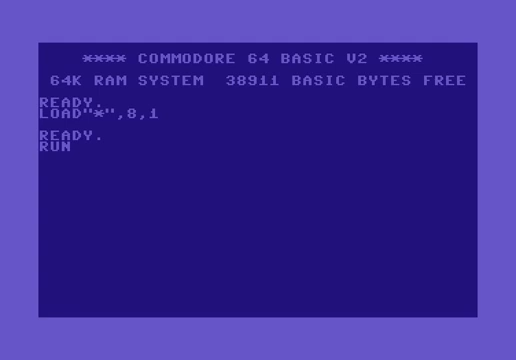 **** COMMODORE 64 BASIC V2 ****
64K RAM SYSTEM  38911 BASIC BYTES FREE
READY.
LOAD"*",8,1
READY.
RUN